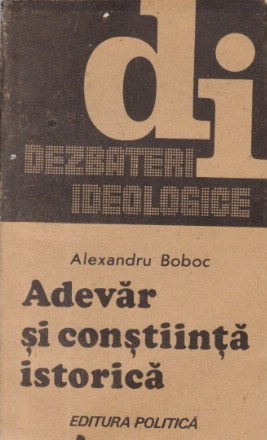 di
DEZBATERI
IDEOLOGICE
Alexandru Boboc
Adevăr
și conștiință
istorică
EDITURA POLITICĂ